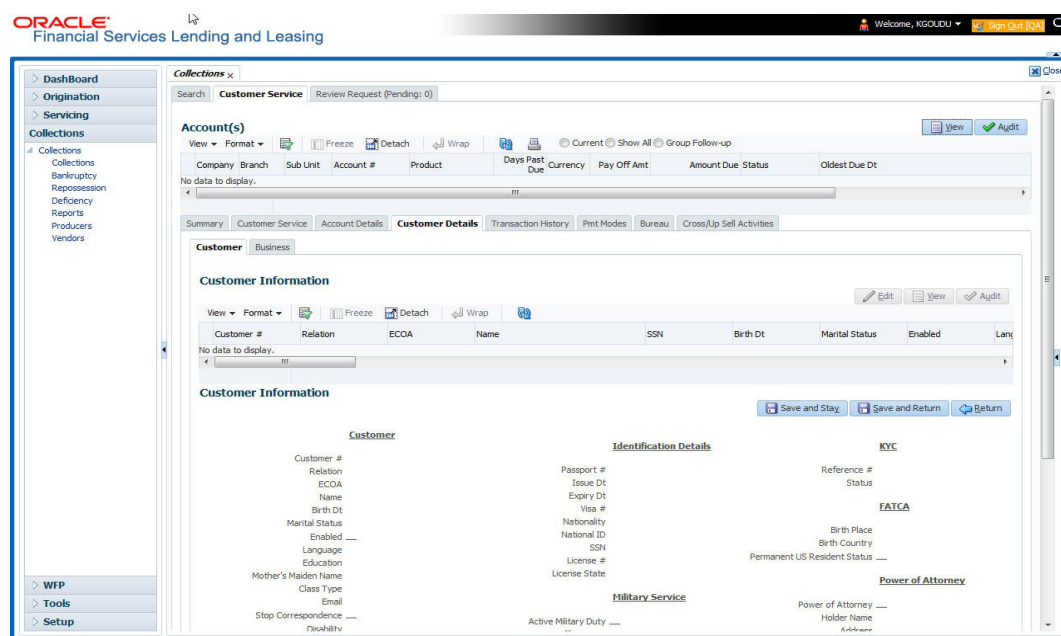 ORACLE
Financial Services Lending and Leasing
Welcome, KGOUDU
Sign Out [QA]
DashBoard
Origination
Servicing
Collections
Collections
Collections
Bankruptcy
Repossession
Deficiency
Reports
Producers
Vendors
WFP
Tools
Setup
Collections
Close
Search Customer Service Review Request (Pending: 0)
Account(s)
View Audit
View Format Freeze Detach Wrap Current Show All Group Follow-up
Company Branch Sub Unit Account # Product Days Past Due Currency Pay Off Amt Amount Due Status Oldest Due Dt
No data to display.
Summary Customer Service Account Details Customer Details Transaction History Pmt Modes Bureau Cross/Up Sell Activities
Customer Business
Customer Information
Edit View Audit
View Format Freeze Detach Wrap
Customer # Relation ECOA Name SSN Birth Dt Marital Status Enabled Lang
No data to display.
Customer Information
Save and Stay Save and Return Return
Customer
Customer #
Relation
ECOA
Name
Birth Dt
Marital Status
Enabled
Language
Education
Mother's Maiden Name
Class Type
Email
Stop Correspondence
Disability
Identification Details
Passport #
Issue Dt
Expiry Dt
Visa #
Nationality
National ID
SSN
License #
License State
Military Service
Active Military Duty
KYC
Reference #
Status
FATCA
Birth Place
Birth Country
Permanent US Resident Status
Power of Attorney
Power of Attorney
Holder Name
Address